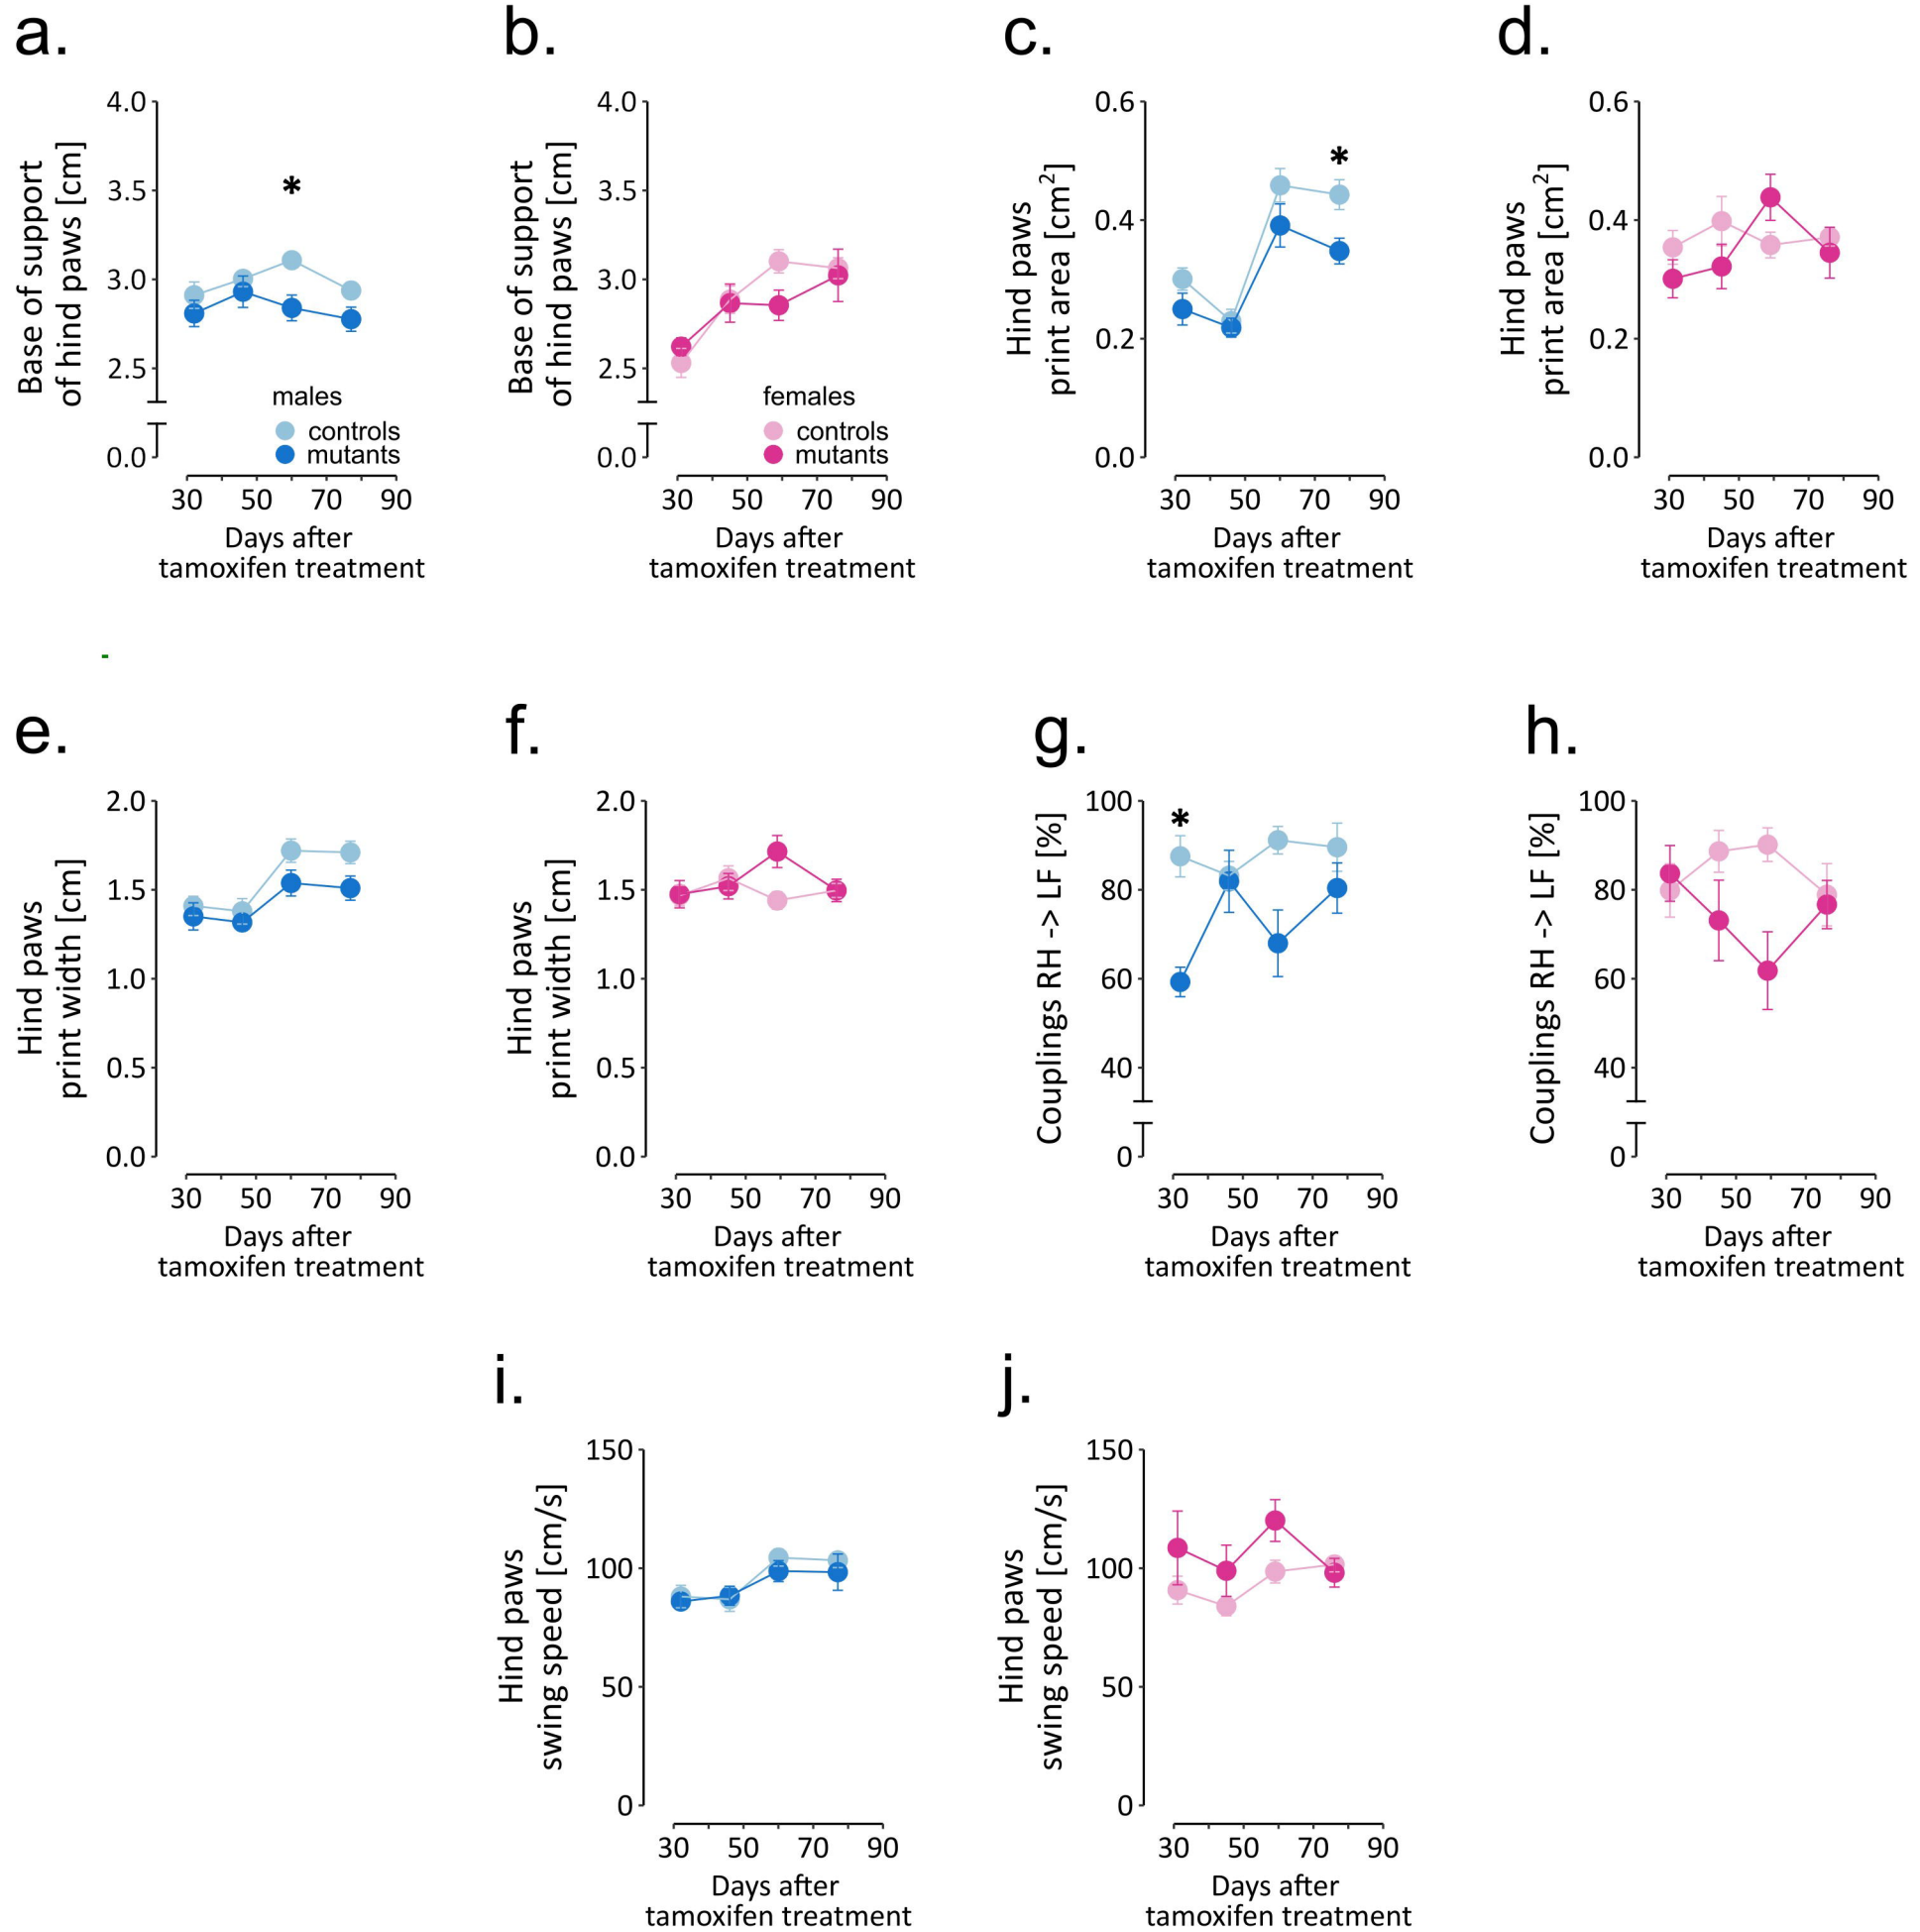 a.
Base of support
of hind paws [cm]
4.0
3.5
3.0
2.5
0.0
*
males
controls
mutants
30 50 70 90
Days after
tamoxifen treatment
b.
Base of support
of hind paws [cm]
4.0
3.5
3.0
2.5
0.0
females
controls
mutants
30 50 70 90
Days after
tamoxifen treatment
c.
Hind paws
print area [cm²]
0.6
0.4
0.2
0.0
*
30 50 70 90
Days after
tamoxifen treatment
d.
Hind paws
print area [cm²]
0.6
0.4
0.2
0.0
30 50 70 90
Days after
tamoxifen treatment
e.
Hind paws
print width [cm]
2.0
1.5
1.0
0.5
0.0
30 50 70 90
Days after
tamoxifen treatment
f.
Hind paws
print width [cm]
2.0
1.5
1.0
0.5
0.0
30 50 70 90
Days after
tamoxifen treatment
g.
Couplings RH -> LF [%]
100
80
60
40
0
*
30 50 70 90
Days after
tamoxifen treatment
h.
Couplings RH -> LF [%]
100
80
60
40
0
30 50 70 90
Days after
tamoxifen treatment
i.
Hind paws
swing speed [cm/s]
150
100
50
0
30 50 70 90
Days after
tamoxifen treatment
j.
Hind paws
swing speed [cm/s]
150
100
50
0
30 50 70 90
Days after
tamoxifen treatment